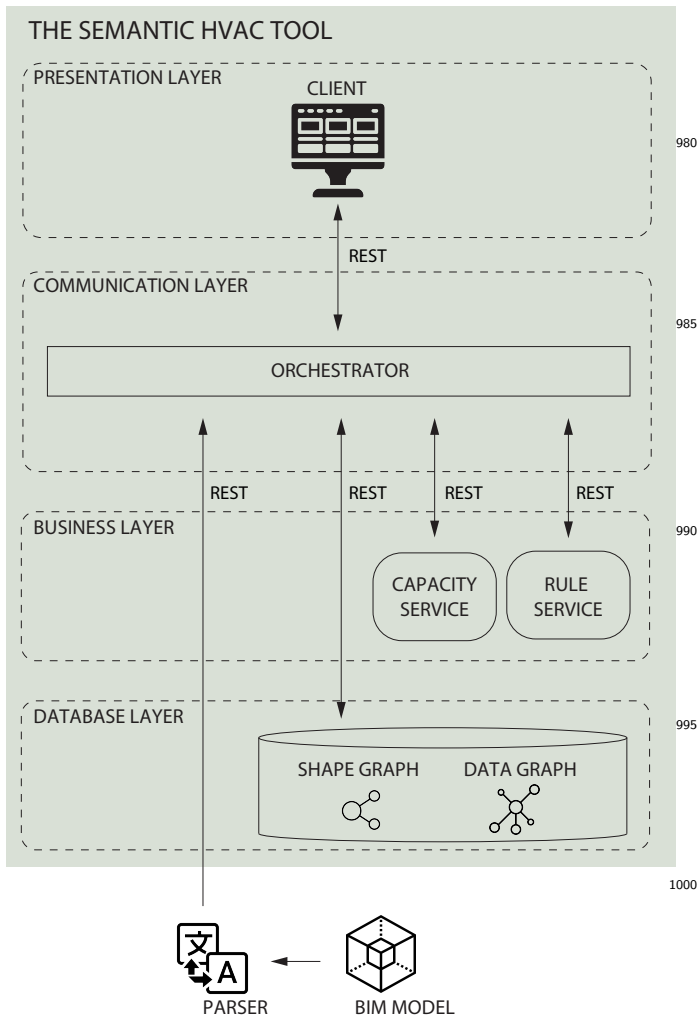 THE SEMANTIC HVAC TOOL
PRESENTATION LAYER
CLIENT
980
REST
COMMUNICATION LAYER
985
ORCHESTRATOR
REST
REST
REST
REST
BUSINESS LAYER
990
CAPACITY
SERVICE
RULE
SERVICE
DATABASE LAYER
995
SHAPE GRAPH
DATA GRAPH
1000
文
A
PARSER
BIM MODEL